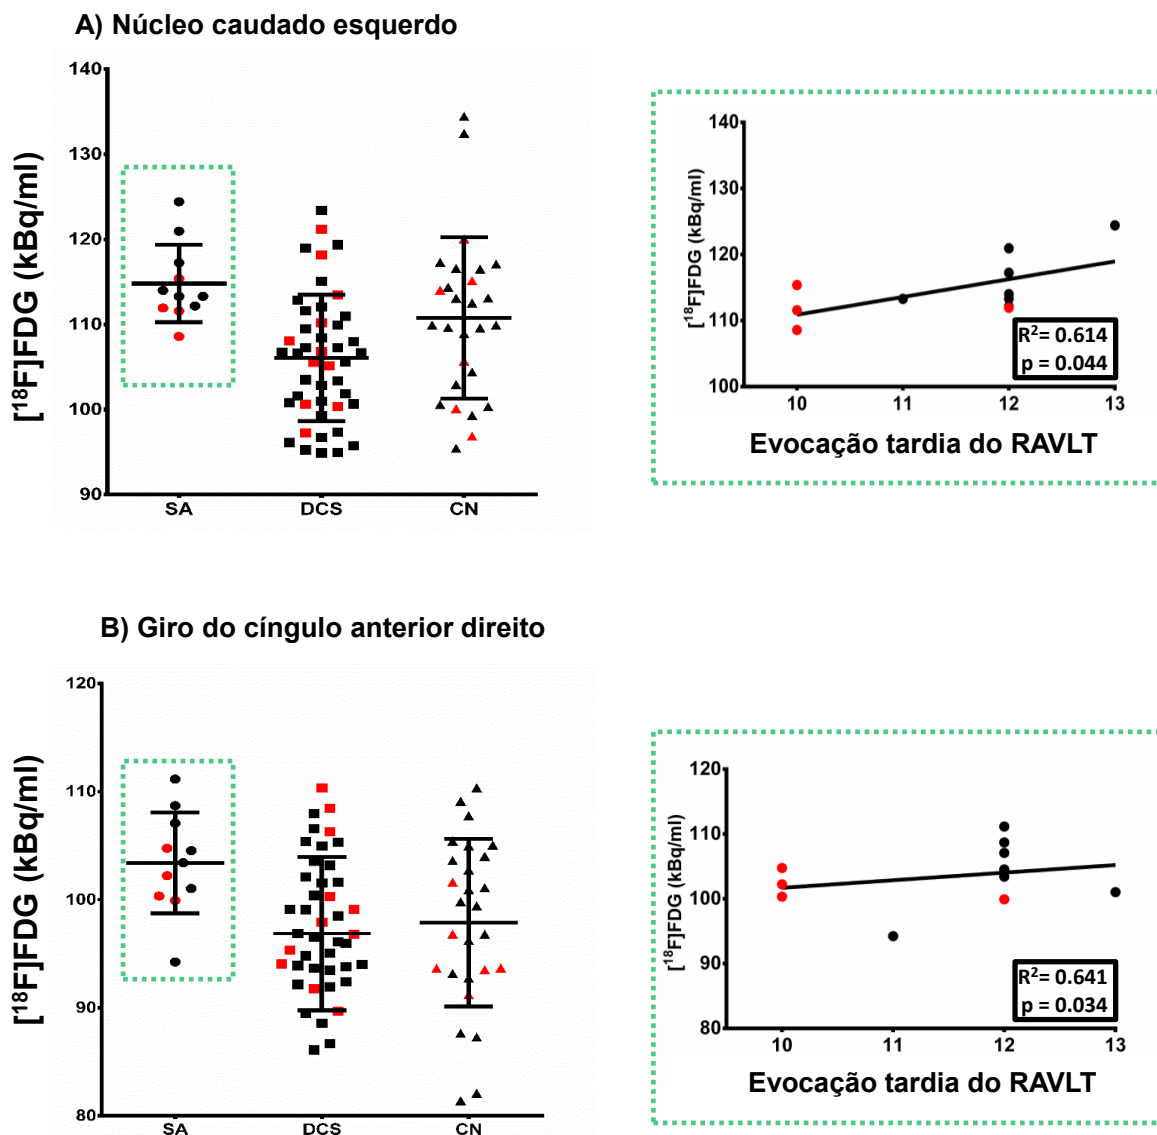 A) Núcleo caudado esquerdo
[18F]FDG (kBq/ml)
140
130
120
110
100
90
SA DCS CN
[18F]FDG (kBq/ml)
140
130
120
110
100
R2= 0.614
p = 0.044
10 11 12 13
Evocação tardia do RAVLT
B) Giro do cíngulo anterior direito
[18F]FDG (kBq/ml)
120
110
100
90
80
SA DCS CN
[18F]FDG (kBq/ml)
120
110
100
90
80
R2= 0.641
p = 0.034
10 11 12 13
Evocação tardia do RAVLT